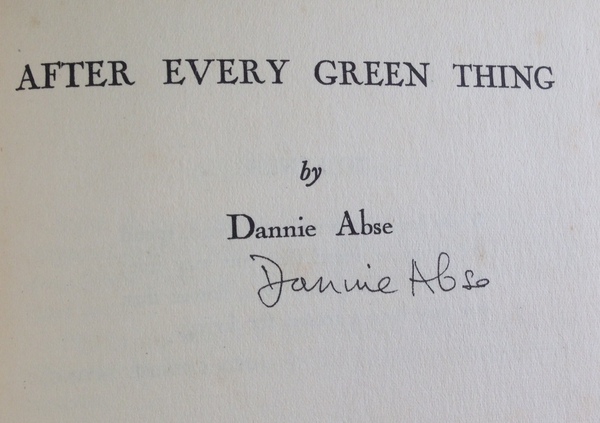 AFTER EVERY GREEN THING
by
Dannie Abse
Dannie Abse